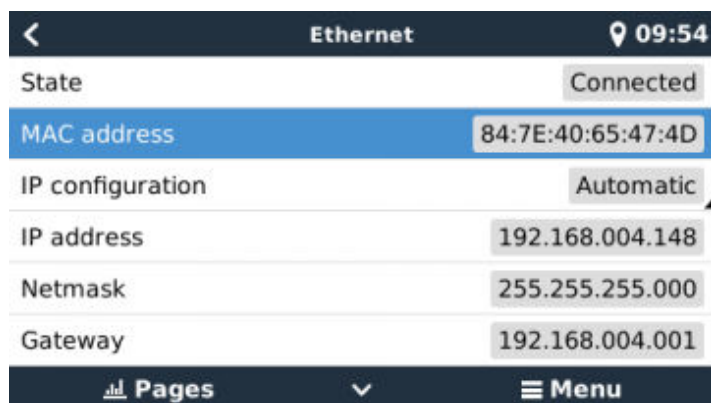 Ethernet 09:54
State Connected
MAC address 84:7E:40:65:47:4D
IP configuration Automatic
IP address 192.168.004.148
Netmask 255.255.255.000
Gateway 192.168.004.001
Pages Menu